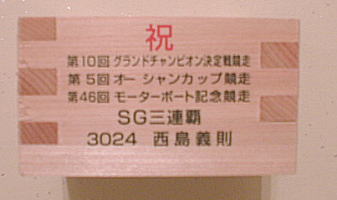 祝
第10回 グランドチャンピオン決定戦競走
第 5回 オーシャンカップ競走
第46回 モーターボート記念競走
SG三連覇
3024 西島義則